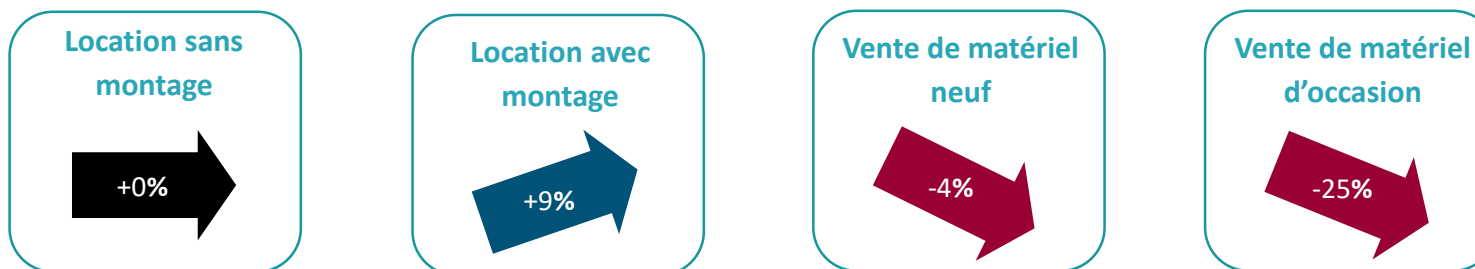 Location sans
montage
+0%
Location avec
montage
+9%
Vente de matériel
neuf
-4%
Vente de matériel
d’occasion
-25%